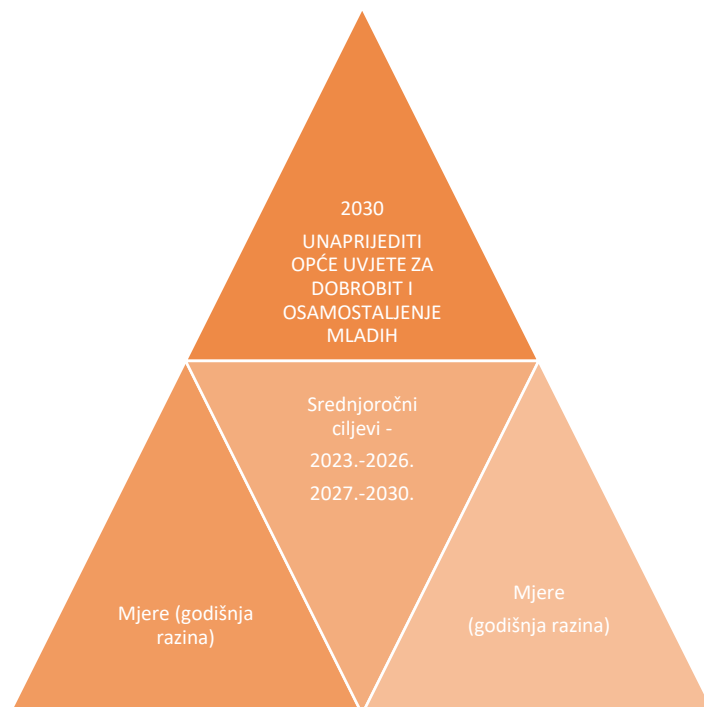 2030
UNAPRIJEDITI
OPĆE UVJETE ZA
DOBROBIT I
OSAMOSTALJENJE
MLADIH
Srednjoročni
ciljevi -
2023.-2026.
2027.-2030.
Mjere (godišnja
razina)
Mjere
(godišnja razina)